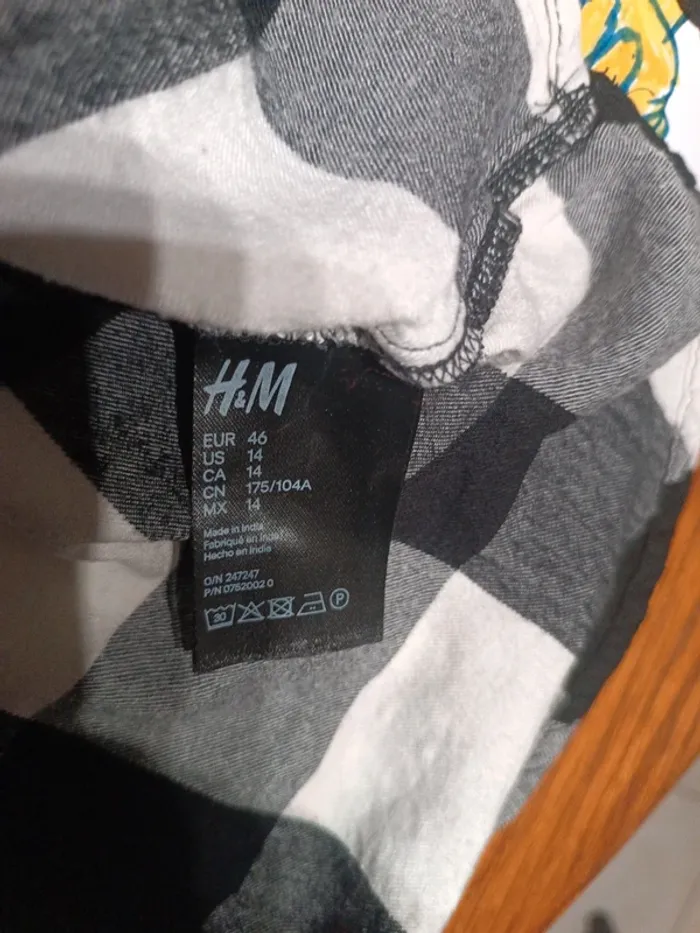 H&M
EUR 46
US 14
CA 14
CN 175/104A
MX 14
Made in India
Fabriqué en Inde
Hecho en India
O/N 247247
P/N 0752002 0
30
P